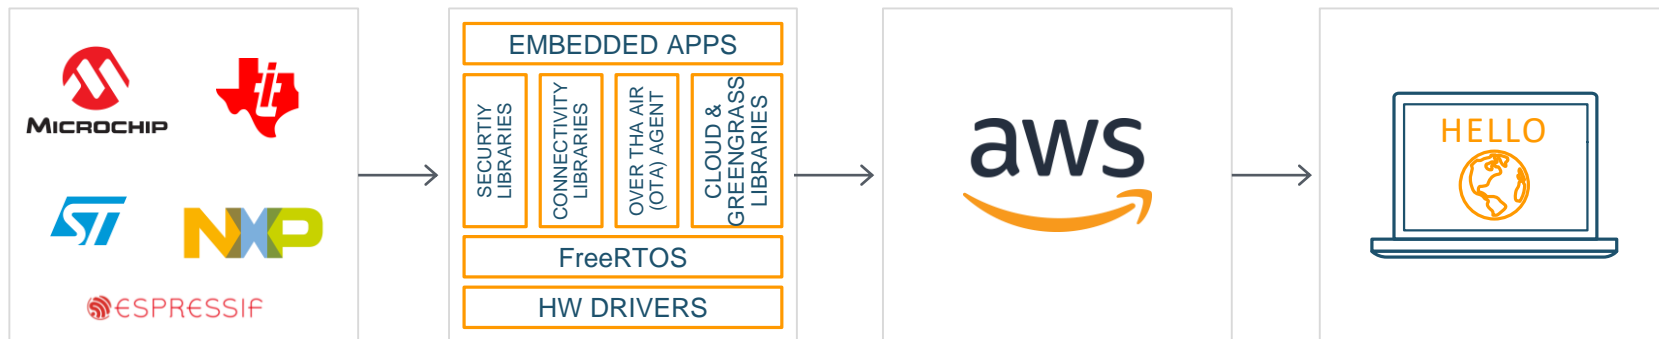 MICROCHIP
ti
ST
NXP
ESPRESSIF
EMBEDDED APPS
SECURTIY
LIBRARIES
CONNECTIVITY
LIBRARIES
OVER THA AIR
(OTA) AGENT
CLOUD &
GREENGRASS
LIBRARIES
FreeRTOS
HW DRIVERS
aws
HELLO